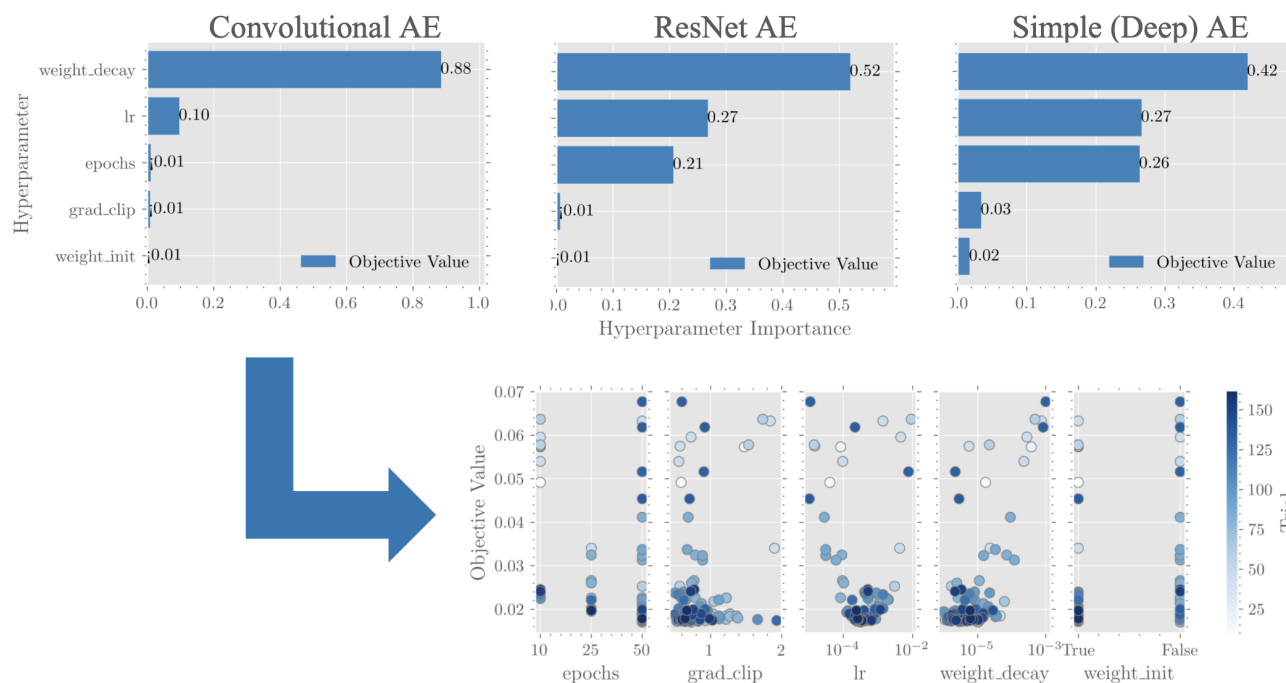 Convolutional AE
ResNet AE
Simple (Deep) AE
Hyperparameter
weight_decay
lr
epochs
grad_clip
weight_init
0.88
0.10
0.01
0.01
0.01
Objective Value
0.0 0.2 0.4 0.6 0.8 1.0
0.52
0.27
0.21
0.01
0.01
Objective Value
0.0 0.1 0.2 0.3 0.4 0.5
Hyperparameter Importance
0.42
0.27
0.26
0.03
0.02
Objective Value
0.0 0.1 0.2 0.3 0.4
Objective Value
0.07
0.06
0.05
0.04
0.03
0.02
10 25 50
epochs
1 2
grad_clip
10⁻⁴ 10⁻²
lr
10⁻⁵ 10⁻³
weight_decay
True False
weight_init
150
125
100
75
50
25